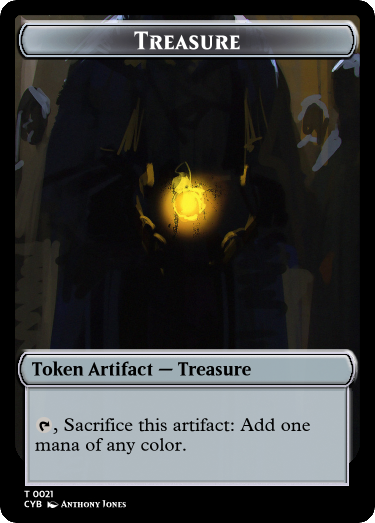 Treasure
Token Artifact — Treasure
, Sacrifice this artifact: Add one
mana of any color.
T 0021
CYB Anthony Jones